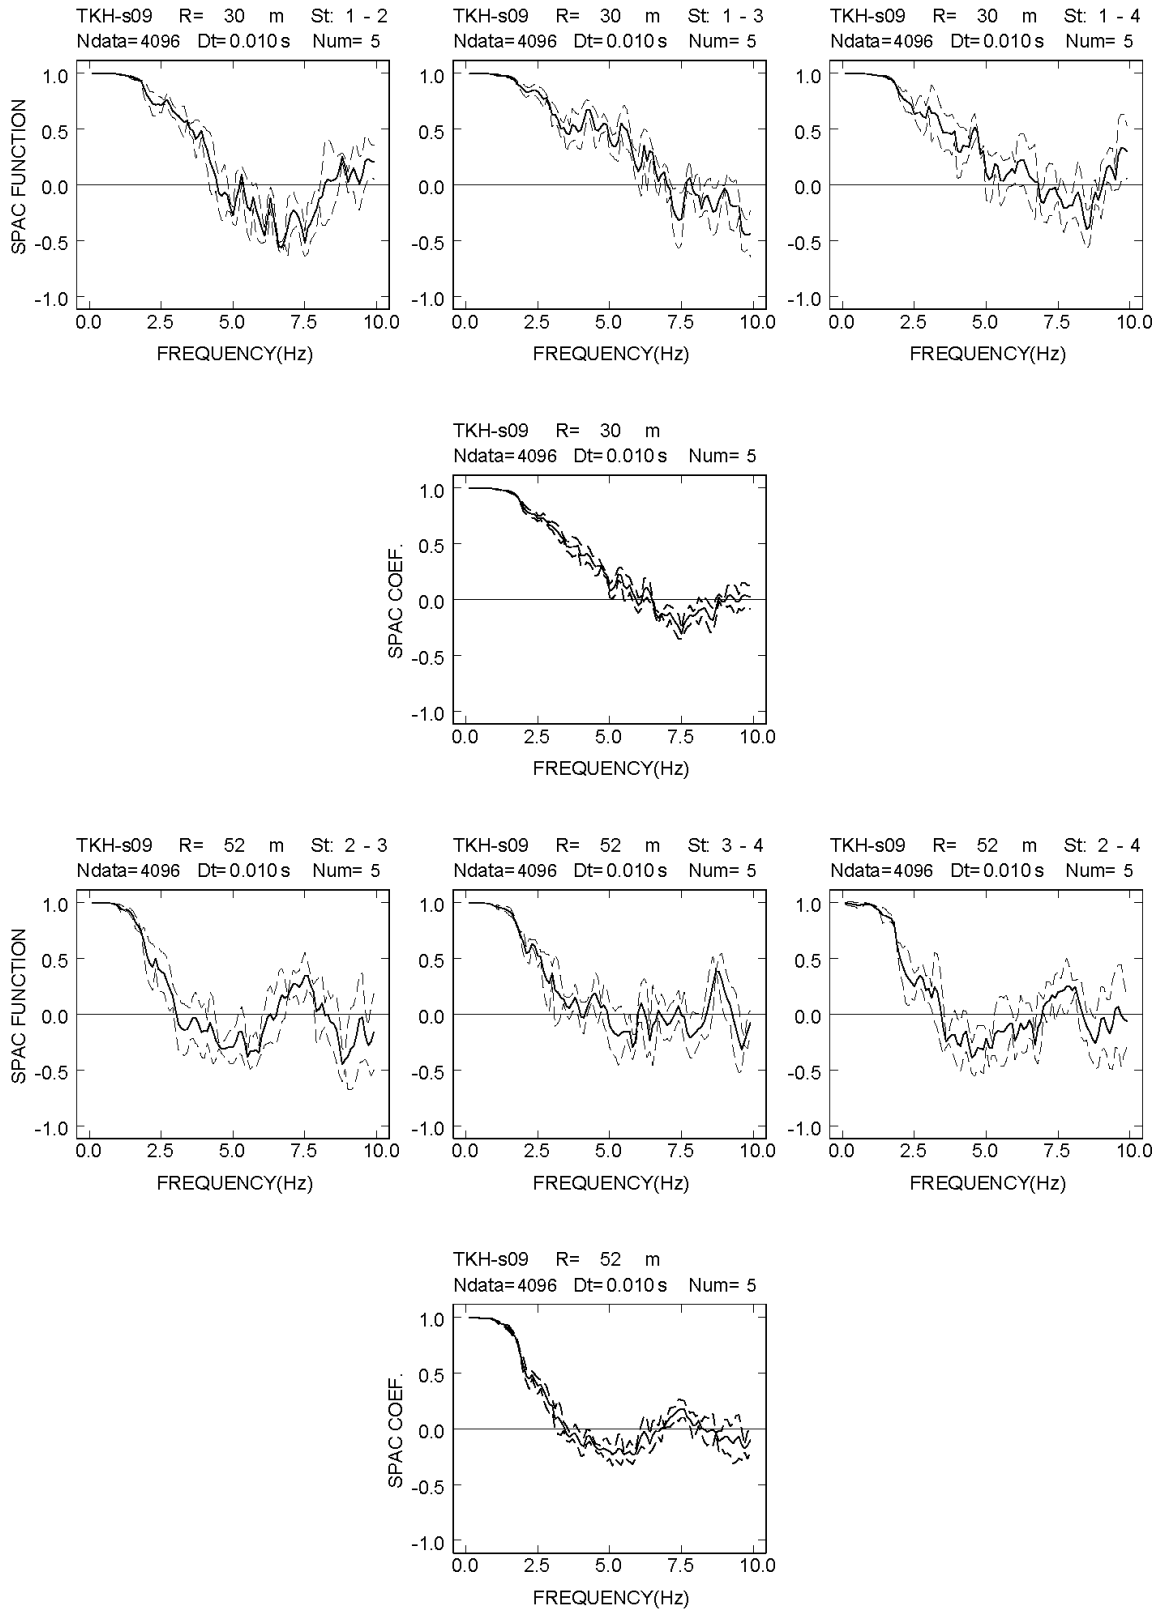 TKH-s09 R= 30 m St: 1 - 2 TKH-s09 R= 30 m St: 1 - 3 TKH-s09 R= 30 m St: 1 - 4
Ndata=4096 Dt=0.010 s Num= 5 Ndata=4096 Dt=0.010 s Num= 5 Ndata=4096 Dt=0.010 s Num= 5
SPAC FUNCTION
1.0 1.0 1.0
0.5 0.5 0.5
0.0 0.0 0.0
-0.5 -0.5 -0.5
-1.0 -1.0 -1.0
0.0 2.5 5.0 7.5 10.0 0.0 2.5 5.0 7.5 10.0 0.0 2.5 5.0 7.5 10.0
FREQUENCY(Hz) FREQUENCY(Hz) FREQUENCY(Hz)
TKH-s09 R= 30 m
Ndata=4096 Dt=0.010 s Num= 5
SPAC COEF.
1.0
0.5
0.0
-0.5
-1.0
0.0 2.5 5.0 7.5 10.0
FREQUENCY(Hz)
TKH-s09 R= 52 m St: 2 - 3 TKH-s09 R= 52 m St: 3 - 4 TKH-s09 R= 52 m St: 2 - 4
Ndata=4096 Dt=0.010 s Num= 5 Ndata=4096 Dt=0.010 s Num= 5 Ndata=4096 Dt=0.010 s Num= 5
SPAC FUNCTION
1.0 1.0 1.0
0.5 0.5 0.5
0.0 0.0 0.0
-0.5 -0.5 -0.5
-1.0 -1.0 -1.0
0.0 2.5 5.0 7.5 10.0 0.0 2.5 5.0 7.5 10.0 0.0 2.5 5.0 7.5 10.0
FREQUENCY(Hz) FREQUENCY(Hz) FREQUENCY(Hz)
TKH-s09 R= 52 m
Ndata=4096 Dt=0.010 s Num= 5
SPAC COEF.
1.0
0.5
0.0
-0.5
-1.0
0.0 2.5 5.0 7.5 10.0
FREQUENCY(Hz)